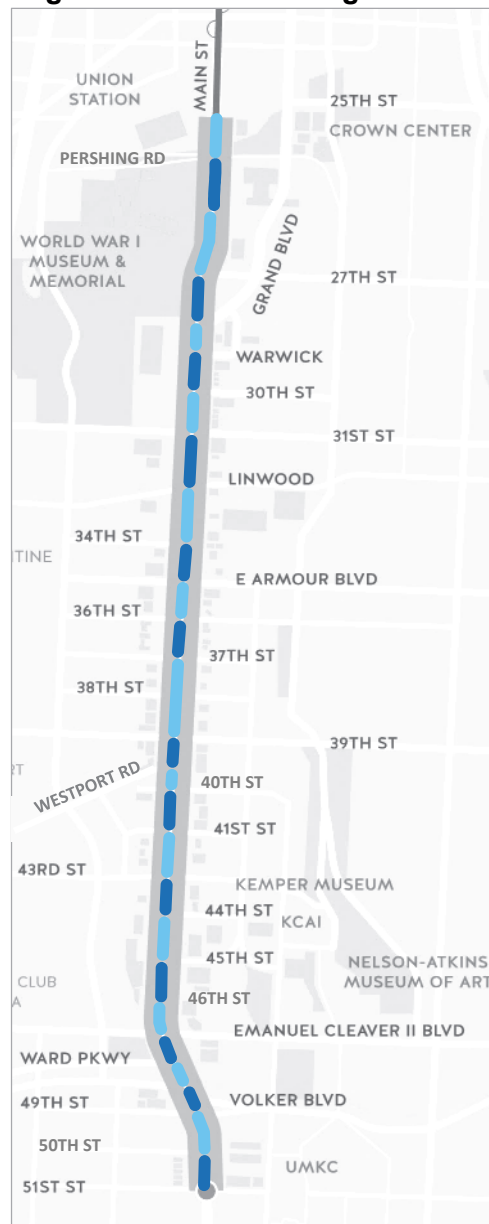 MAIN ST
UNION
STATION
25TH ST
CROWN CENTER
PERSHING RD
WORLD WAR I
MUSEUM &
MEMORIAL
GRAND BLVD
27TH ST
WARWICK
30TH ST
31ST ST
LINWOOD
34TH ST
E ARMOUR BLVD
36TH ST
37TH ST
38TH ST
39TH ST
WESTPORT RD
40TH ST
41ST ST
43RD ST
KEMPER MUSEUM
44TH ST
KCAI
45TH ST
NELSON-ATKINS
MUSEUM OF ART
CLUB
46TH ST
EMANUEL CLEAVER II BLVD
WARD PKWY
49TH ST
VOLKER BLVD
50TH ST
UMKC
51ST ST